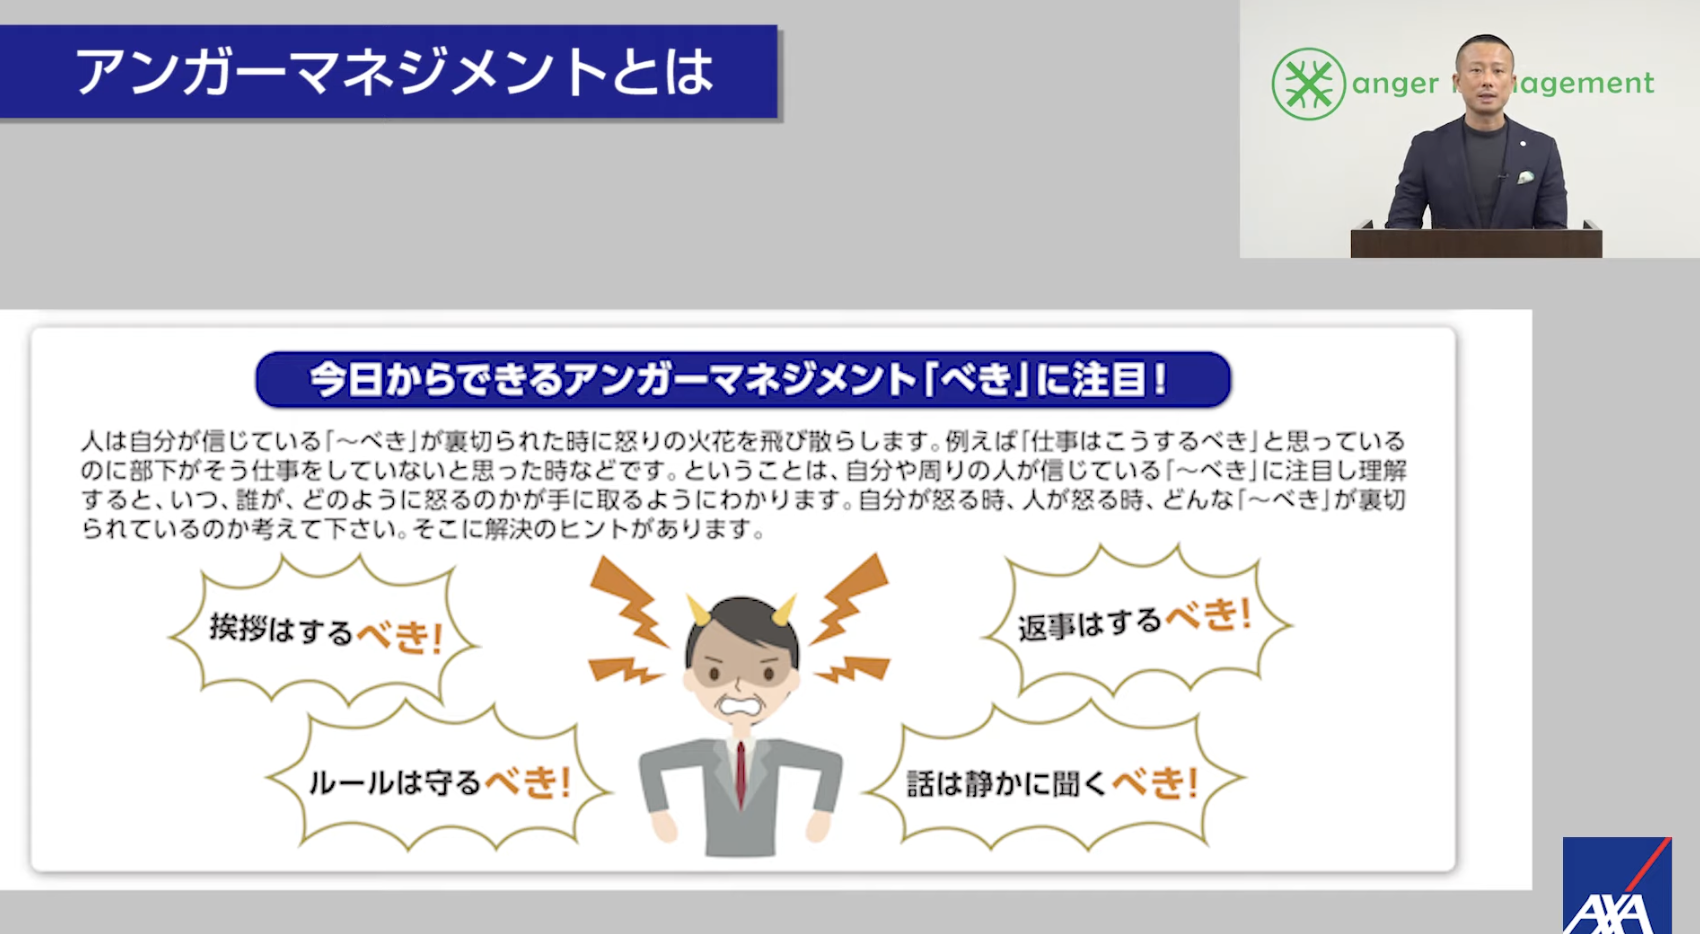 アンガーマネジメントとは
anger agement
今日からできるアンガーマネジメント「べき」に注目！
人は自分が信じている「～べき」が裏切られた時に怒りの火花を飛び散らします。例えば「仕事はこうするべき」と思っている
のに部下がそう仕事をしていないと思った時などです。ということは、自分や周りの人が信じている「～べき」に注目し理解
すると、いつ、誰が、どのように怒るのかが手に取るようにわかります。自分が怒る時、人が怒る時、どんな「～べき」が裏切
られているのか考えて下さい。そこに解決のヒントがあります。
挨拶はするべき！
返事はするべき！
ルールは守るべき！
話は静かに聞くべき！
AXA